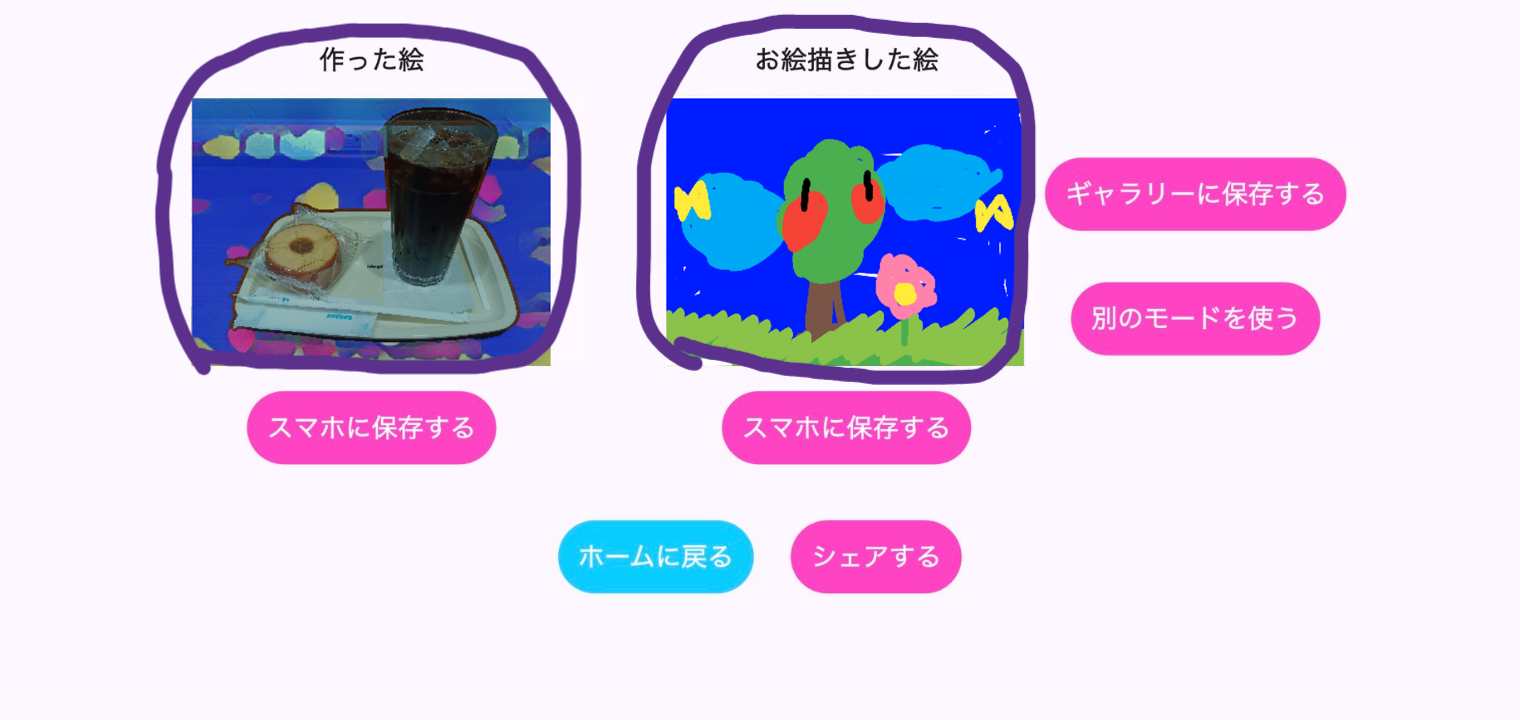 作った絵
お絵描きした絵
ギャラリーに保存する
別のモードを使う
スマホに保存する
スマホに保存する
ホームに戻る
シェアする